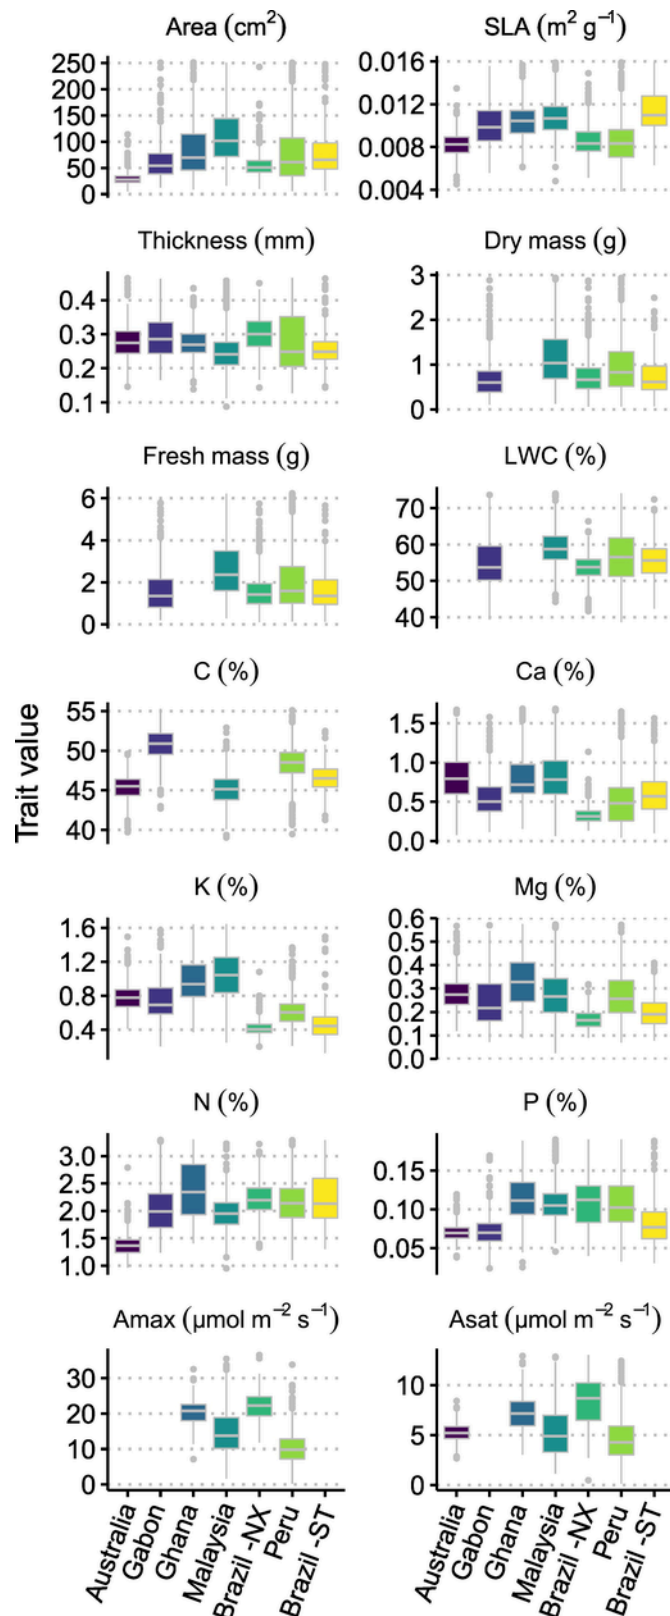 Area (cm²)
SLA (m² g⁻¹)
250
200
150
100
50
0
0.016
0.012
0.008
0.004
Thickness (mm)
Dry mass (g)
0.4
0.3
0.2
0.1
3
2
1
0
Fresh mass (g)
LWC (%)
6
4
2
0
70
60
50
40
C (%)
Ca (%)
55
50
45
40
1.5
1.0
0.5
0.0
Trait value
K (%)
Mg (%)
1.6
1.2
0.8
0.4
0.6
0.5
0.4
0.3
0.2
0.1
0.0
N (%)
P (%)
3.0
2.5
2.0
1.5
1.0
0.15
0.10
0.05
Amax (μmol m⁻² s⁻¹)
Asat (μmol m⁻² s⁻¹)
30
20
10
0
10
5
0
Australia
Gabon
Ghana
Malaysia
Brazil -NX
Peru
Brazil -ST
Australia
Gabon
Ghana
Malaysia
Brazil -NX
Peru
Brazil -ST